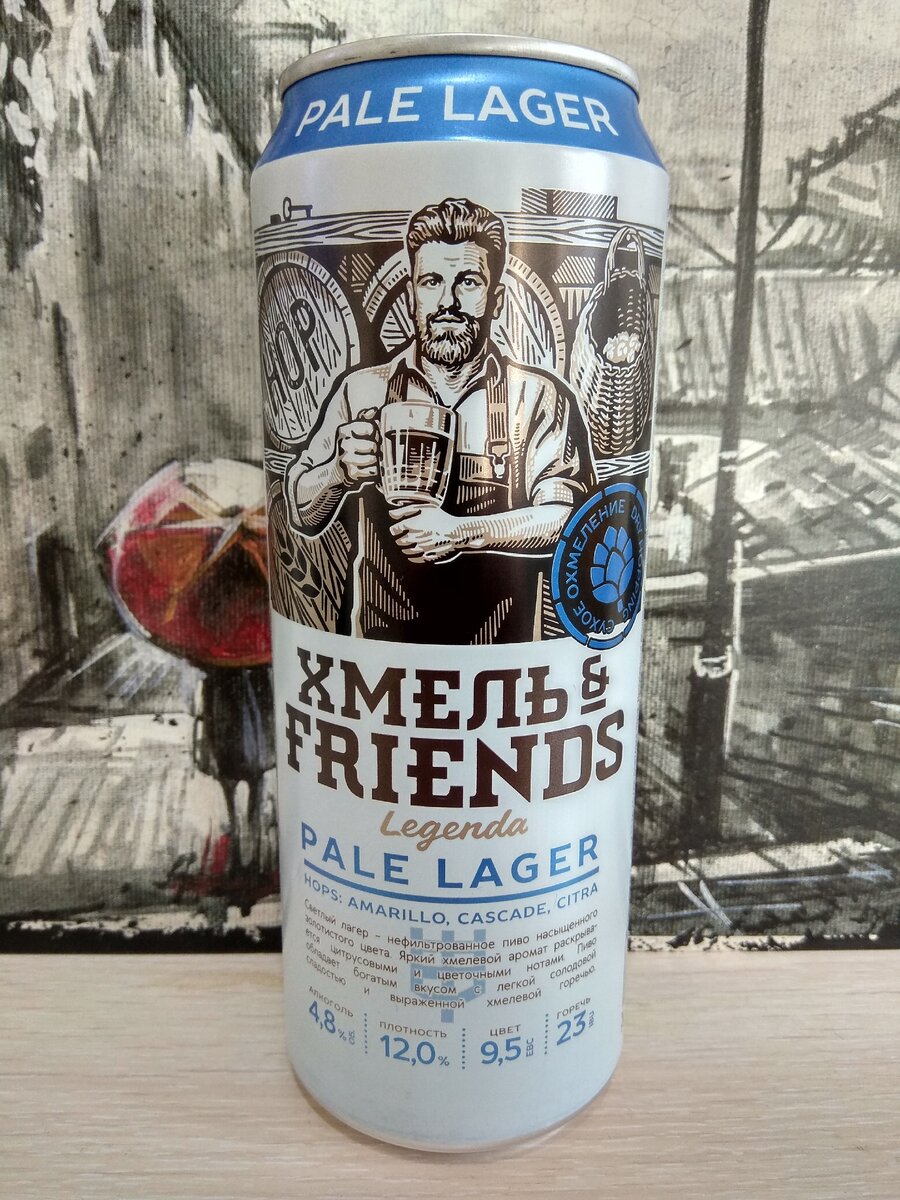 PALE LAGER
HOP
СУХОЕ ОХМЕЛЕНИЕ
ХМЕЛЬ &
FRIENDS
Legenda
PALE LAGER
HOPS: AMARILLO, CASCADE, CITRA
Светлый лагер – нефильтрованное пиво насыщенного
золотистого цвета. Яркий хмелевой аромат раскрыва-
ется цитрусовыми и цветочными нотами. Пиво
обладает богатым вкусом с легкой солодовой
сладостью и выраженной хмелевой горечью.
АЛКОГОЛЬ
4,8% ОБ.
ПЛОТНОСТЬ
12,0%
ЦВЕТ
9,5 EBC
ГОРЕЧЬ
23 IBU